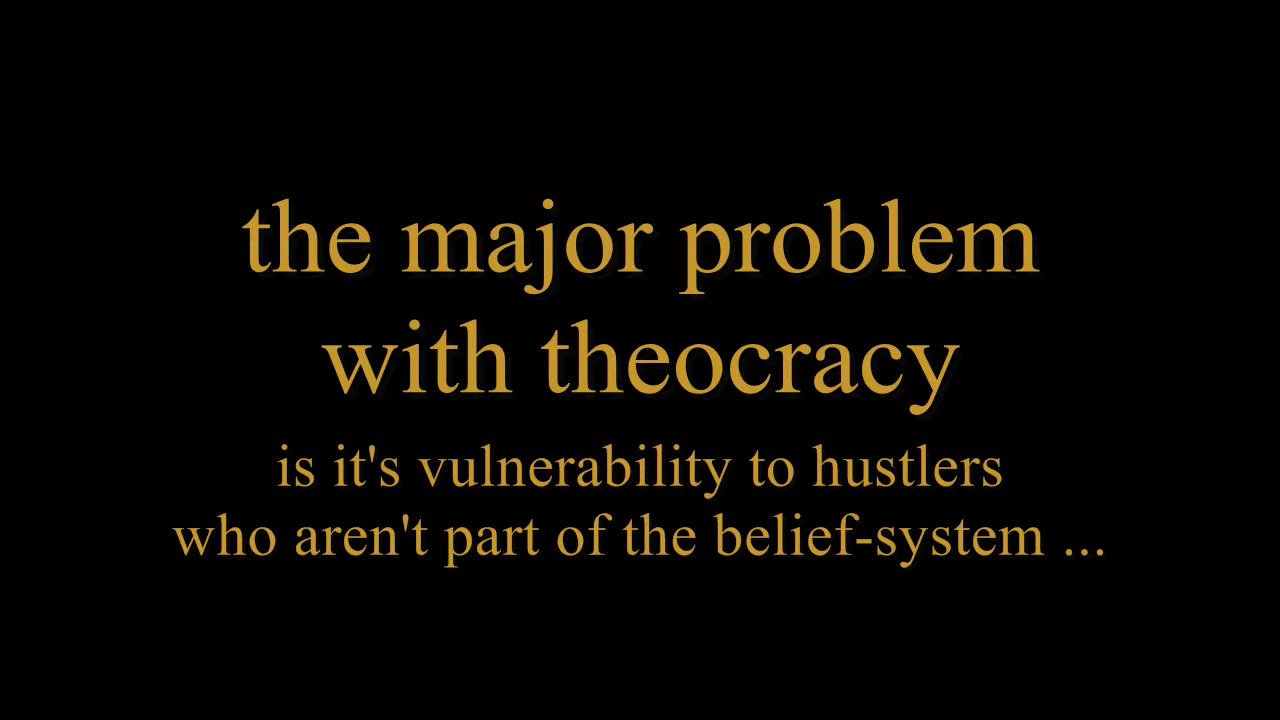 the major problem
with theocracy
is it's vulnerability to hustlers
who aren't part of the belief-system ...